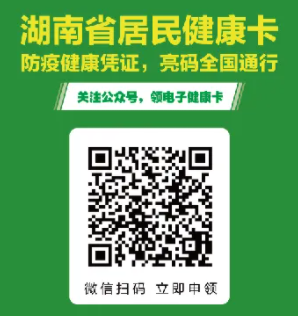 湖南省居民健康卡
防疫健康凭证，亮码全国通行
关注公众号，领电子健康卡
微信扫码 立即申领